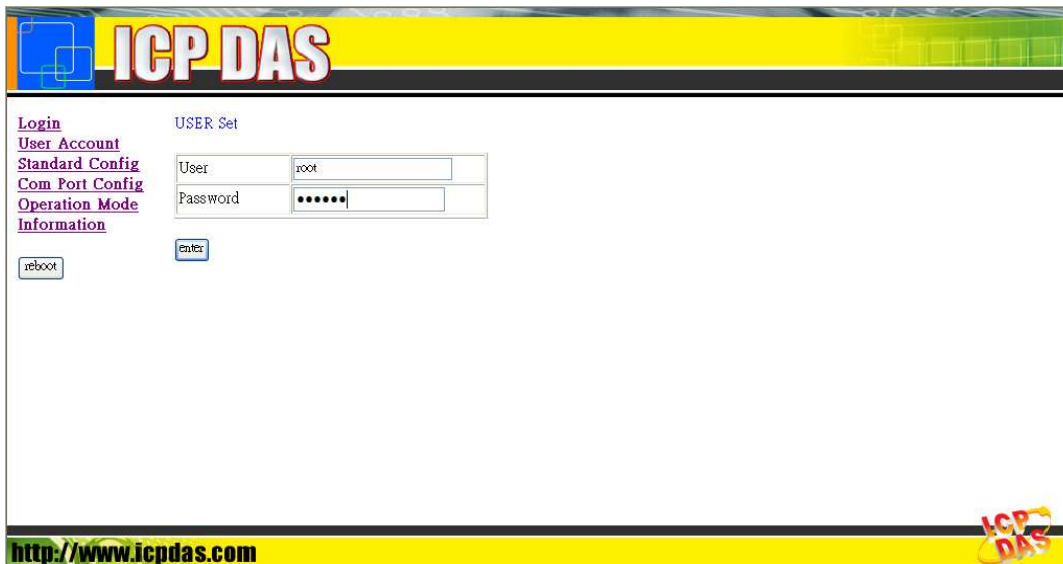 ICP DAS
Login
User Account
Standard Config
Com Port Config
Operation Mode
Information
reboot
USER Set
User root
Password ••••••
enter
ICP
DAS
http://www.icpdas.com